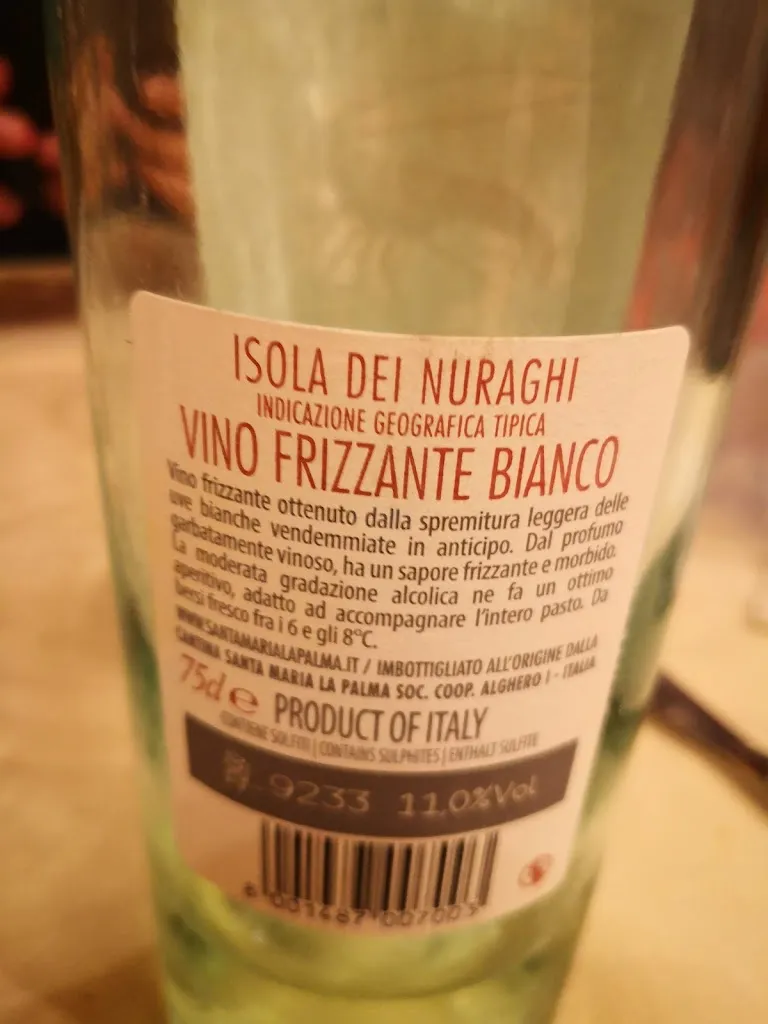 ISOLA DEI NURAGHI
INDICAZIONE GEOGRAFICA TIPICA
VINO FRIZZANTE BIANCO
Vino frizzante ottenuto dalla spremitura leggera delle
uve bianche vendemmiate in anticipo. Dal profumo
garbatamente vinoso, ha un sapore frizzante e morbido.
La moderata gradazione alcolica ne fa un ottimo
aperitivo, adatto ad accompagnare l'intero pasto. Da
bersi fresco fra i 6 e gli 8°C.
WWW.SANTAMARIALAPALMA.IT / IMBOTTIGLIATO ALL'ORIGINE DALLA
CANTINA SANTA MARIA LA PALMA SOC. COOP. ALGHERO I - ITALIA
75cl e PRODUCT OF ITALY
CONTIENE SOLFITI | CONTAINS SULPHITES | ENTHALT SULFITE
9233 11,0%Vol
8 001487 007005